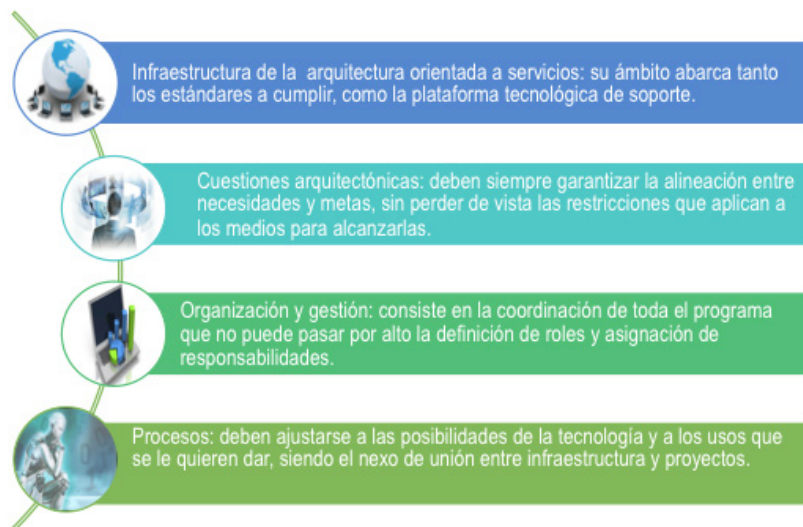 Infraestructura de la arquitectura orientada a servicios: su ámbito abarca tanto
los estándares a cumplir, como la plataforma tecnológica de soporte.
Cuestiones arquitectónicas: deben siempre garantizar la alineación entre
necesidades y metas, sin perder de vista las restricciones que aplican a
los medios para alcanzarlas.
Organización y gestión: consiste en la coordinación de toda el programa
que no puede pasar por alto la definición de roles y asignación de
responsabilidades.
Procesos: deben ajustarse a las posibilidades de la tecnología y a los usos que
se le quieren dar, siendo el nexo de unión entre infraestructura y proyectos.